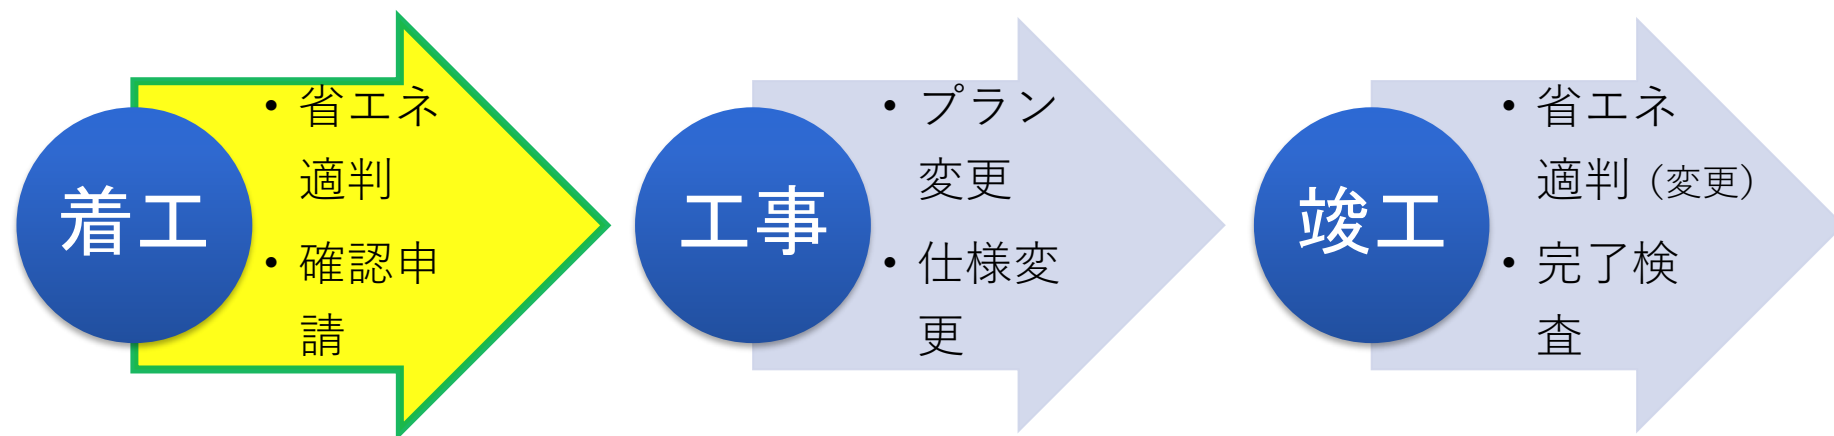 着工
• 省エネ
適判
• 確認申
請
工事
• プラン
変更
• 仕様変
更
竣工
• 省エネ
適判（変更）
• 完了検
査